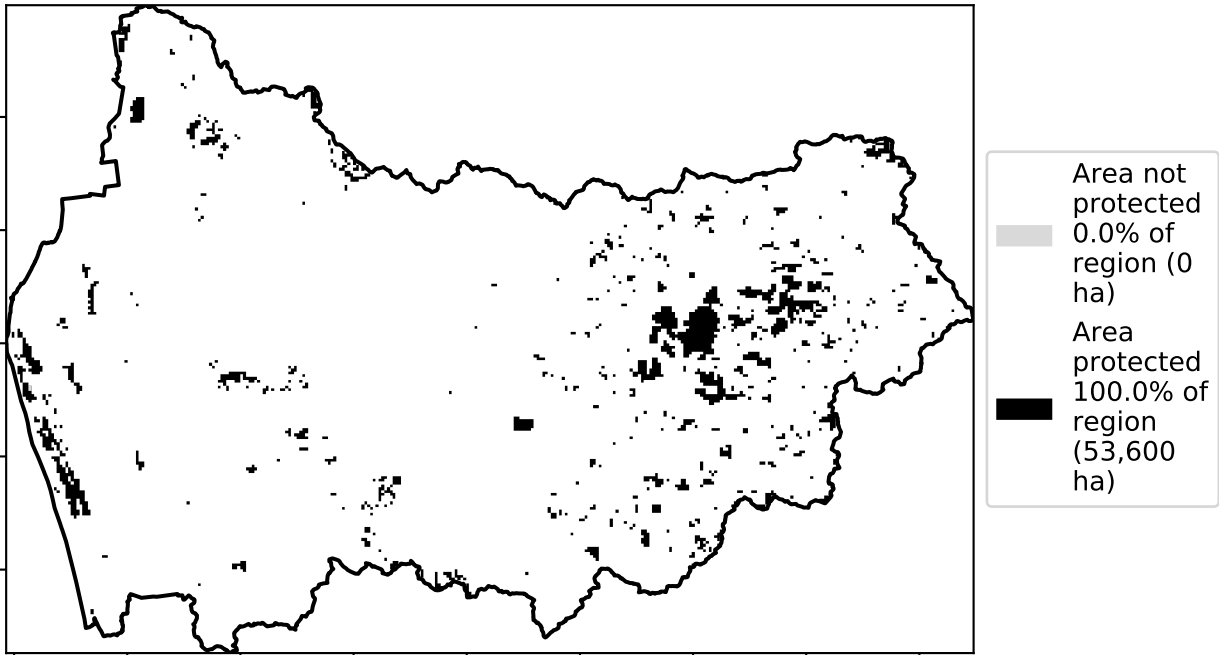 Area not
protected
0.0% of
region (0
ha)
Area
protected
100.0% of
region
(53,600
ha)